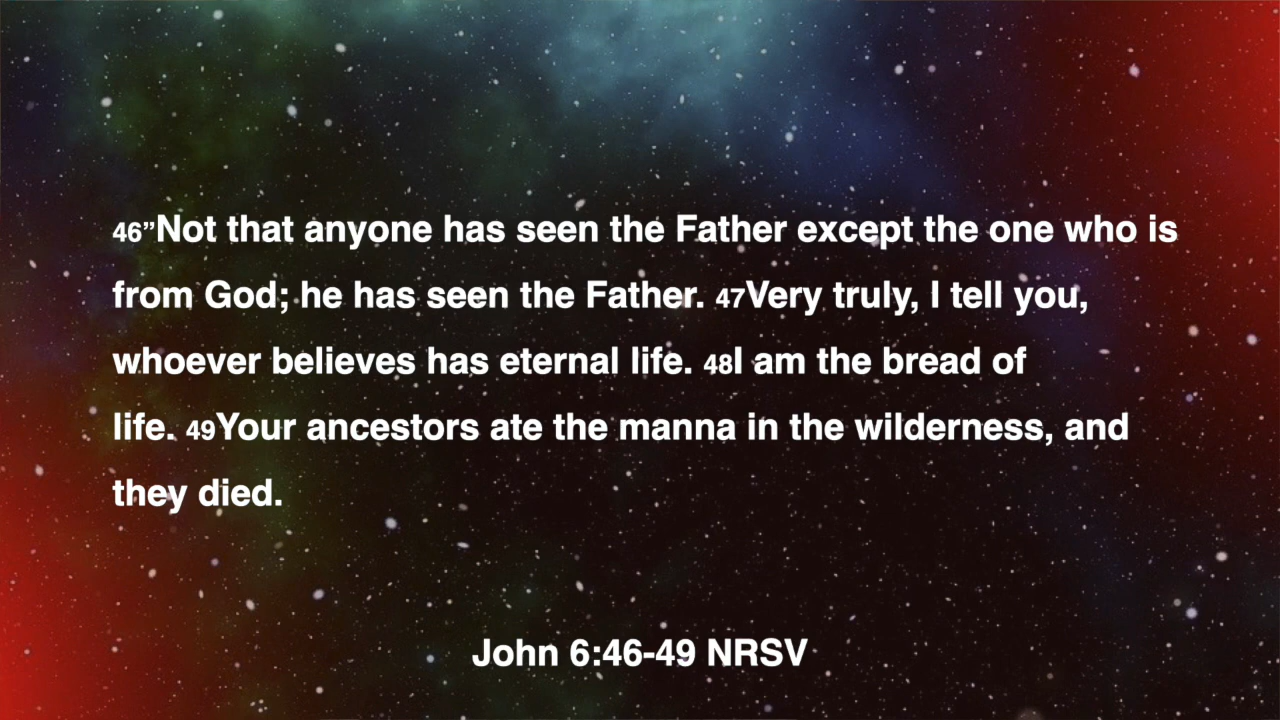 46”Not that anyone has seen the Father except the one who is
from God; he has seen the Father. 47Very truly, I tell you,
whoever believes has eternal life. 48I am the bread of
life. 49Your ancestors ate the manna in the wilderness, and
they died.
John 6:46-49 NRSV